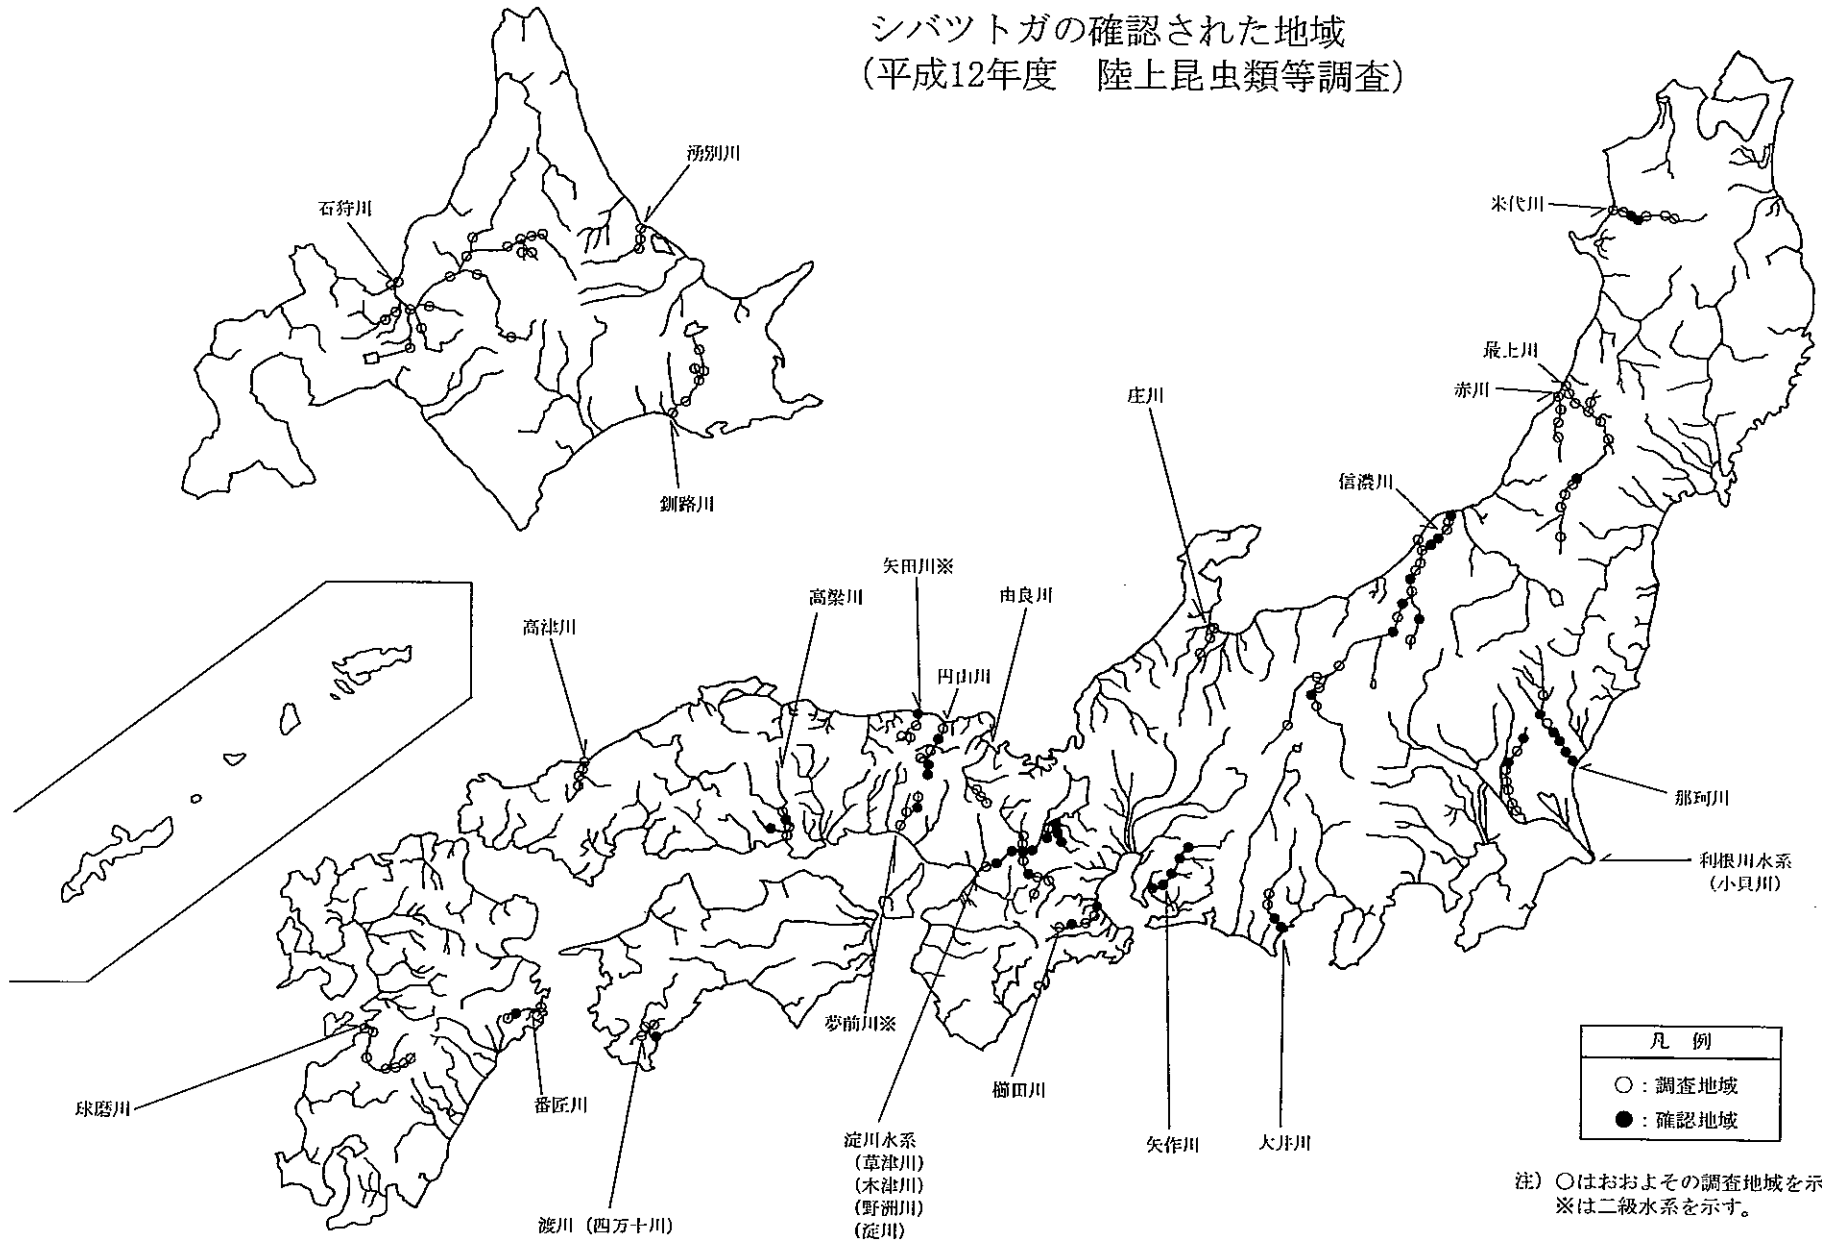 シバツトガの確認された地域
(平成12年度　陸上昆虫類等調査)
湧別川
石狩川
釧路川
米代川
最上川
赤川
庄川
信濃川
矢田川※
高梁川
由良川
高津川
円山川
那珂川
利根川水系
(小貝川)
夢前川※
櫛田川
球磨川
番匠川
淀川水系
(草津川)
(木津川)
(野洲川)
(淀川)
矢作川
大井川
渡川（四万十川）
凡　例
○：調査地域
●：確認地域
注）○はおおよその調査地域を示
※は二級水系を示す。